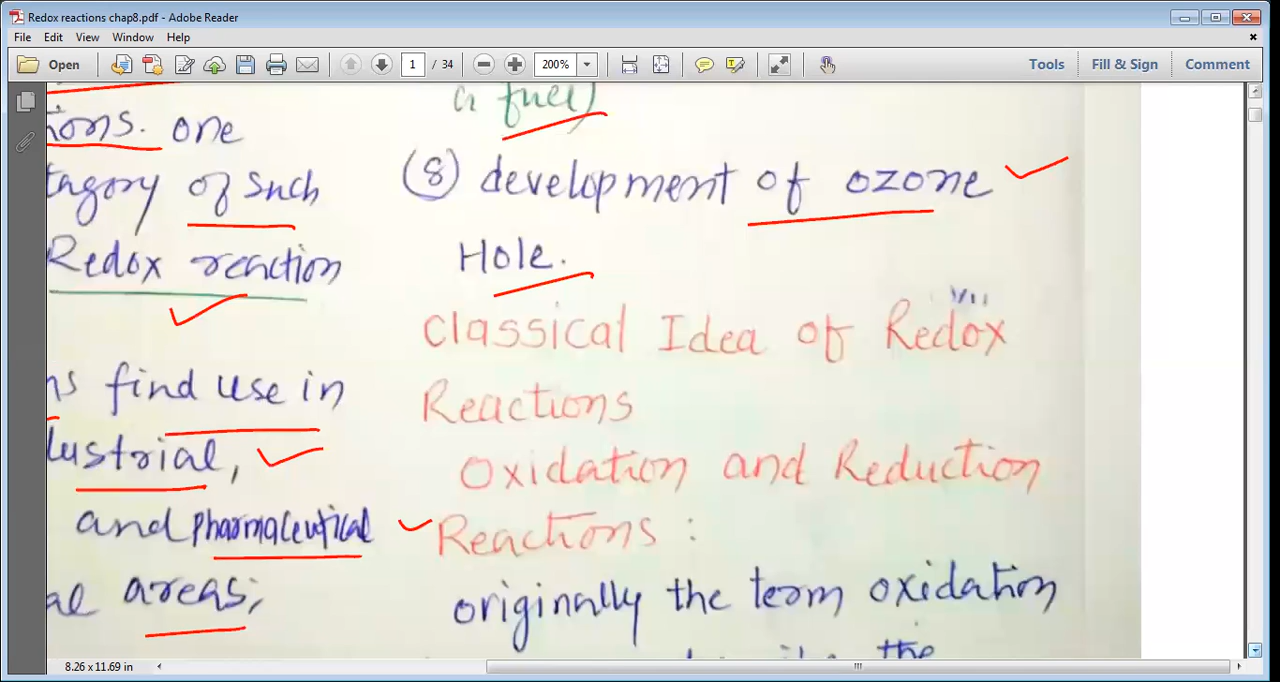 Redox reactions chap8.pdf - Adobe Reader
File Edit View Window Help
Open 1 / 34 200% Tools Fill & Sign Comment
ions. one
tagory of such
Redox reaction
ns find use in
lustrial,
and pharmaceutical
al areas;
a fuel)
(8) development of ozone
Hole.
Classical Idea of Redox
Reactions
Oxidation and Reduction
Reactions :
originally the term oxidation
the
8.26 x 11.69 in